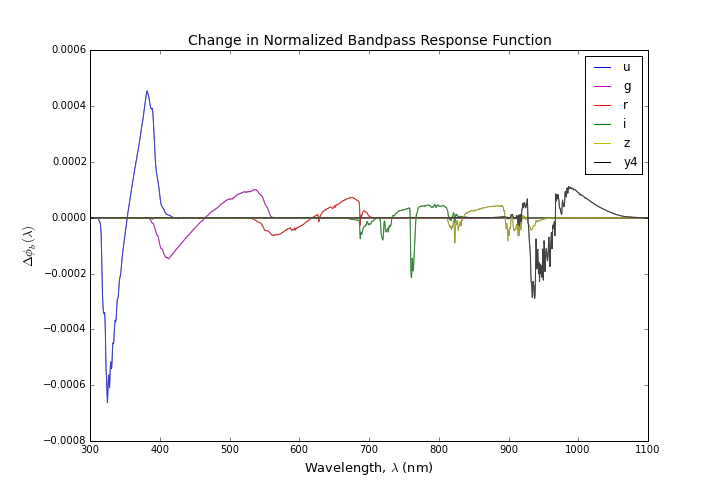 Change in Normalized Bandpass Response Function
0.0006
0.0004
0.0002
0.0000
−0.0002
−0.0004
−0.0006
−0.0008
Δϕb (λ)
u
g
r
i
z
y4
300 400 500 600 700 800 900 1000 1100
Wavelength, λ (nm)